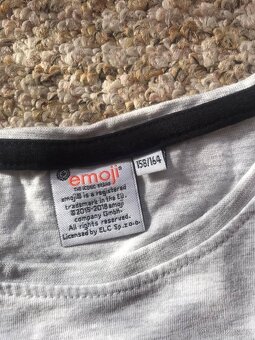 emoji®
THE ICONIC BRAND
emoji® is a registered
trademark in the EU.
©2015-2018 emoji
company GmbH.
All rights reserved.
Licensed by ELC Sp.z o.o.
158/164